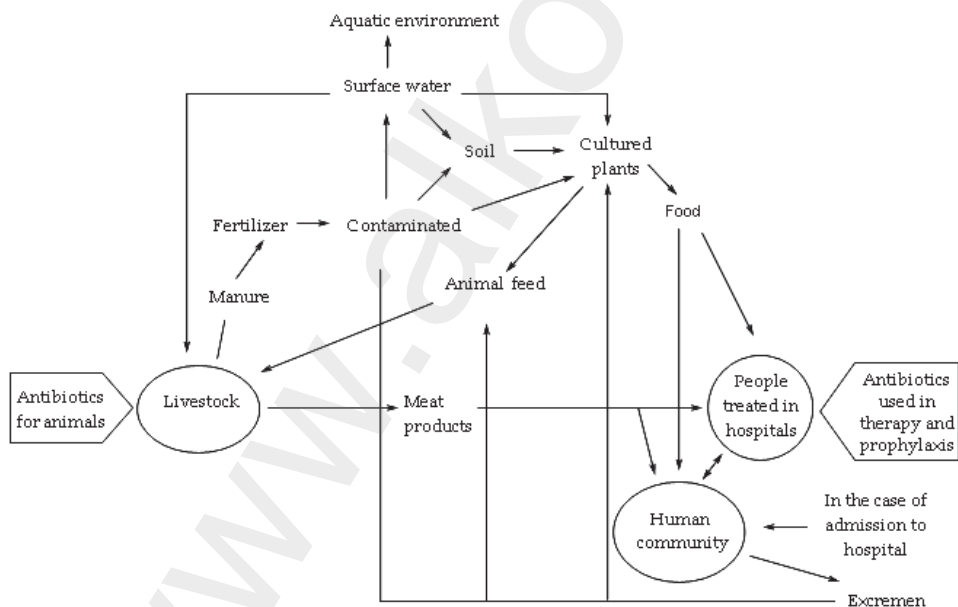 Aquatic environment
Surface water
Soil
Cultured
plants
Fertilizer
Contaminated
Food
Manure
Animal feed
Antibiotics
for animals
Livestock
Meat
products
People
treated in
hospitals
Antibiotics
used in
therapy and
prophylaxis
Human
community
In the case of
admission to
hospital
Excremen
www.alko